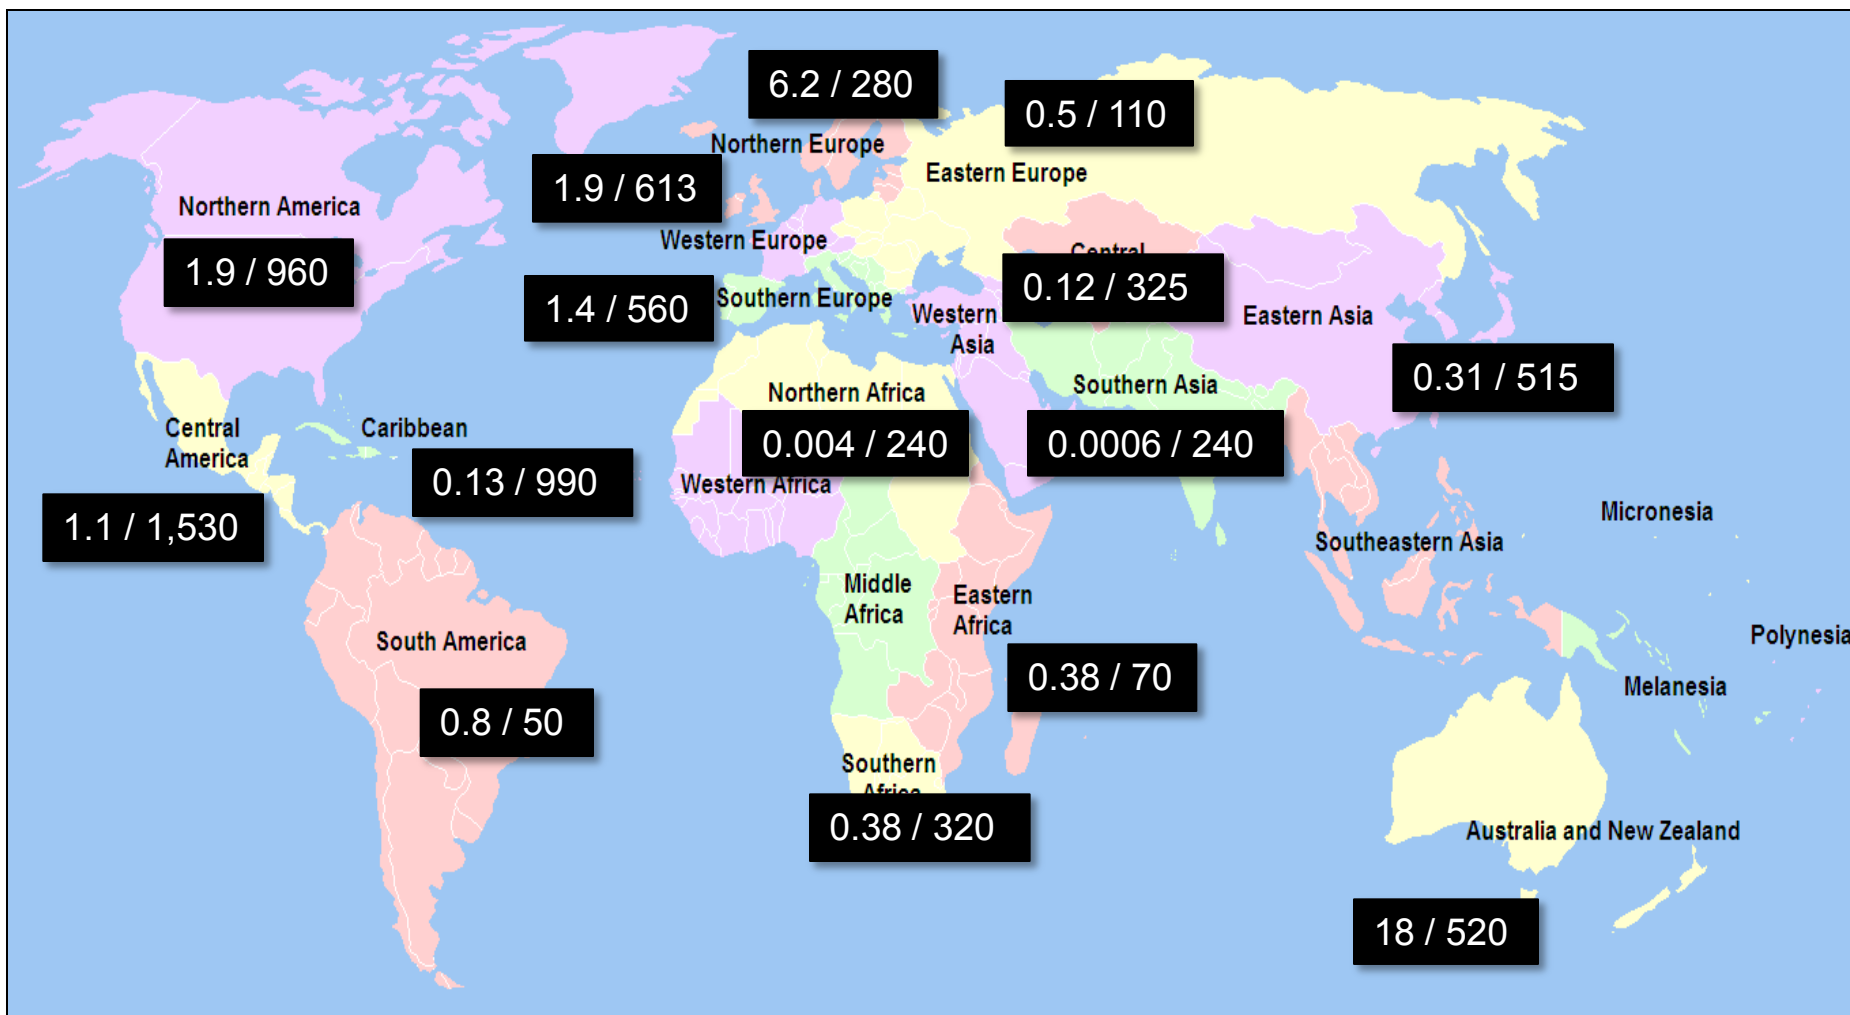 6.2 / 280
0.5 / 110
Northern Europe
Eastern Europe
1.9 / 613
Northern America
Western Europe
1.9 / 960
Central
0.12 / 325
1.4 / 560
Southern Europe
Western
Asia
Eastern Asia
0.31 / 515
Northern Africa
Southern Asia
Central
America
Caribbean
0.004 / 240
0.0006 / 240
0.13 / 990
Western Africa
1.1 / 1,530
Micronesia
Southeastern Asia
Middle
Africa
Eastern
Africa
South America
Polynesia
0.38 / 70
Melanesia
0.8 / 50
Southern
Africa
0.38 / 320
Australia and New Zealand
18 / 520